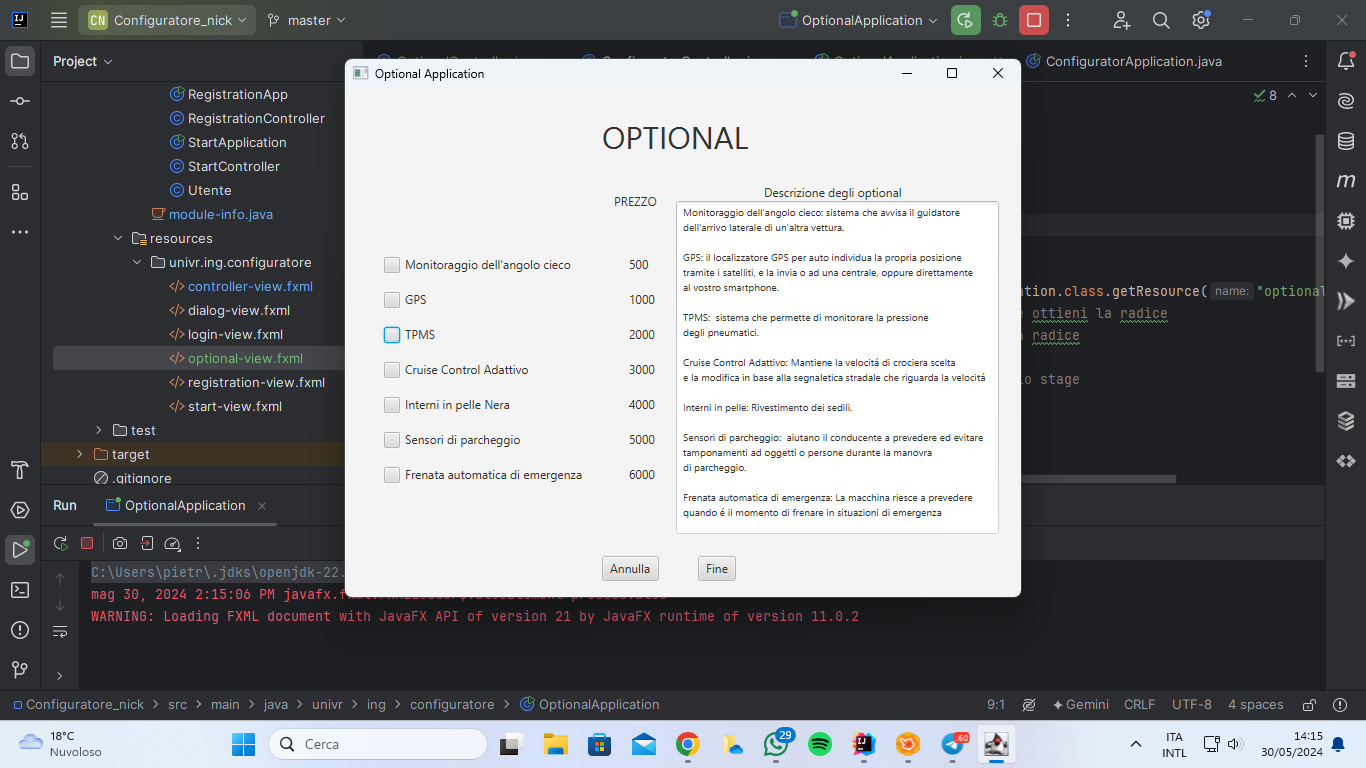 CN Configuratore_nick
master
OptionalApplication
Project
ConfiguratorApplication.java
8
RegistrationApp
RegistrationController
StartApplication
StartController
Utente
module-info.java
resources
univr.ing.configuratore
controller-view.fxml
dialog-view.fxml
login-view.fxml
optional-view.fxml
registration-view.fxml
start-view.fxml
test
target
.gitignore
ation.class.getResource( name: "optional
ottieni la radice
radice
o stage
Optional Application
OPTIONAL
PREZZO
Monitoraggio dell'angolo cieco 500
GPS 1000
TPMS 2000
Cruise Control Adattivo 3000
Interni in pelle Nera 4000
Sensori di parcheggio 5000
Frenata automatica di emergenza 6000
Descrizione degli optional
Monitoraggio dell'angolo cieco: sistema che avvisa il guidatore
dell'arrivo laterale di un'altra vettura.
GPS: il localizzatore GPS per auto individua la propria posizione
tramite i satelliti, e la invia o ad una centrale, oppure direttamente
al vostro smartphone.
TPMS:  sistema che permette di monitorare la pressione
degli pneumatici.
Cruise Control Adattivo: Mantiene la velocitá di crociera scelta
e la modifica in base alla segnaletica stradale che riguarda la velocitá
Interni in pelle: Rivestimento dei sedili.
Sensori di parcheggio:  aiutano il conducente a prevedere ed evitare
tamponamenti ad oggetti o persone durante la manovra
di parcheggio.
Frenata automatica di emergenza: La macchina riesce a prevedere
quando é il momento di frenare in situazioni di emergenza
Annulla Fine
Run OptionalApplication
C:\Users\pietr\.jdks\openjdk-22.
mag 30, 2024 2:15:06 PM
WARNING: Loading FXML document with JavaFX API of version 21 by JavaFX runtime of version 11.0.2
Configuratore_nick > src > main > java > univr > ing > configuratore > OptionalApplication
9:1 Gemini CRLF UTF-8 4 spaces
18°C
Nuvoloso
Cerca
29
60
ITA
INTL
14:15
30/05/2024